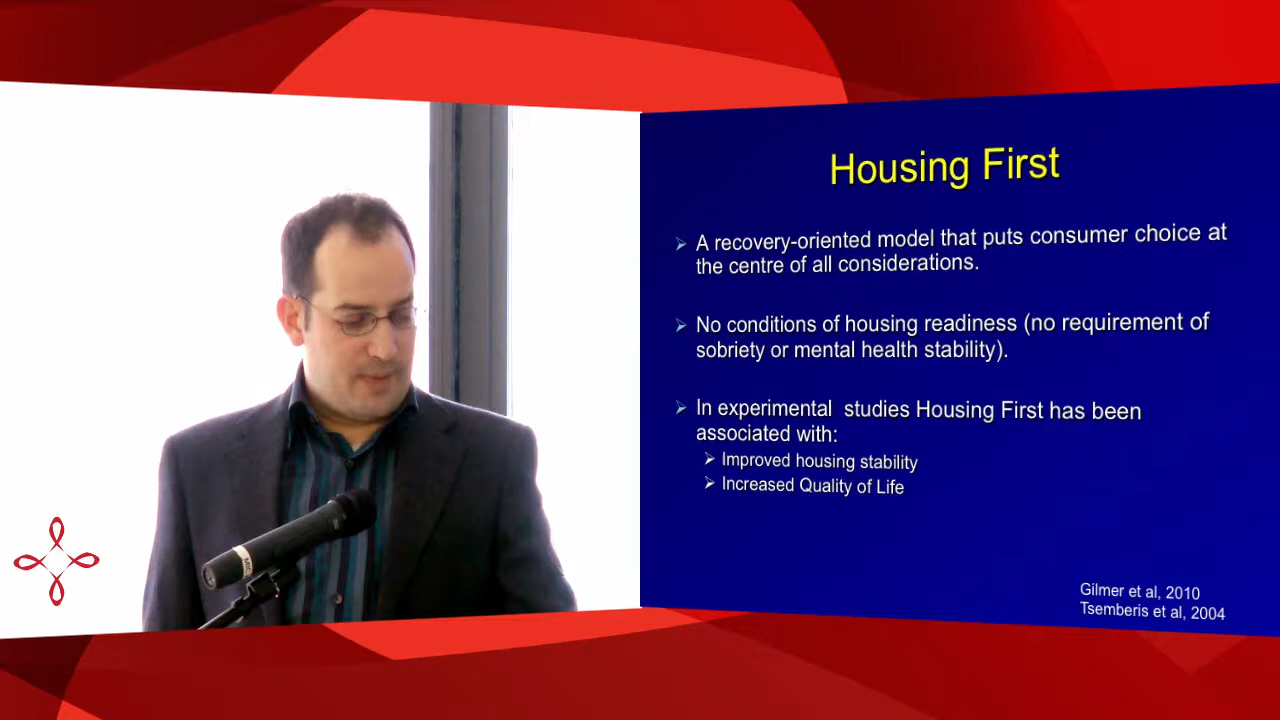 Housing First
A recovery-oriented model that puts consumer choice at
the centre of all considerations.
No conditions of housing readiness (no requirement of
sobriety or mental health stability).
In experimental studies Housing First has been
associated with:
Improved housing stability
Increased Quality of Life
Gilmer et al, 2010
Tsemberis et al, 2004
MIC